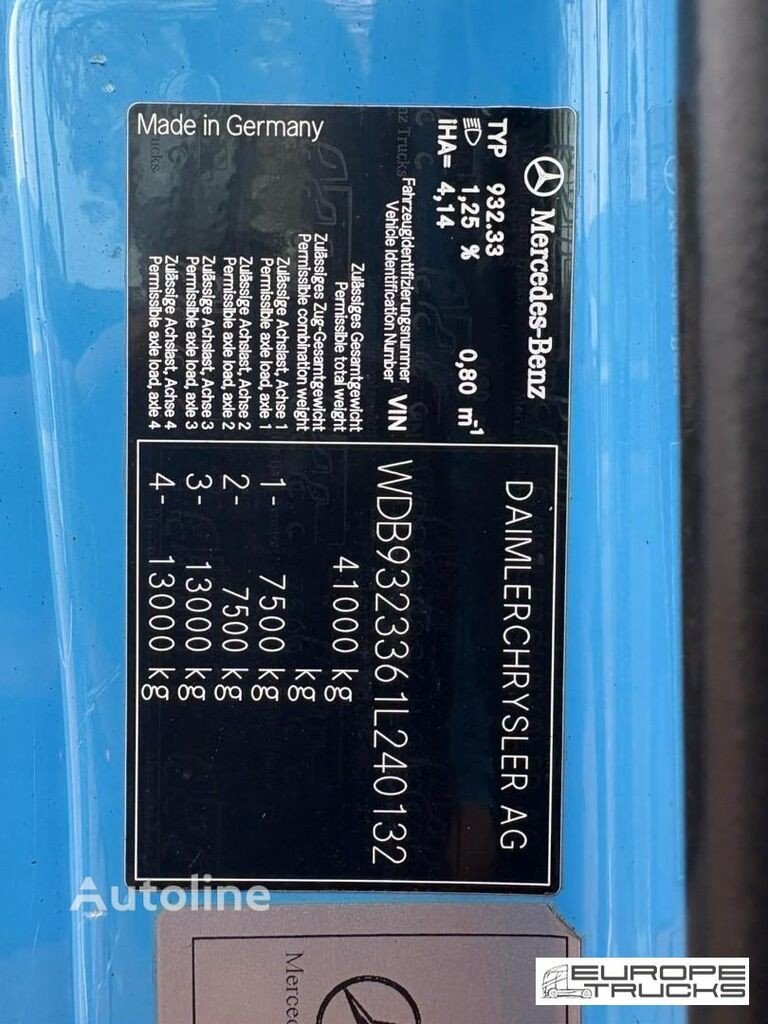 Mercedes-Benz
TYP 932.33
1,25 % 0,80 m⁻¹
iHA= 4,14
Fahrzeugidentifizierungsnummer
Vehicle Identification Number VIN
Zulässiges Gesamtgewicht
Permissible total weight
Zulässiges Zug-Gesamtgewicht
Permissible combination weight
Zulässige Achslast, Achse 1
Permissible axle load, axle 1
Zulässige Achslast, Achse 2
Permissible axle load, axle 2
Zulässige Achslast, Achse 3
Permissible axle load, axle 3
Zulässige Achslast, Achse 4
Permissible axle load, axle 4
Made in Germany
DAIMLERCHRYSLER AG
WDB9323361L240132
41000 kg
kg
1- 7500 kg
2- 7500 kg
3- 13000 kg
4- 13000 kg
Autoline
EUROPE
TRUCKS